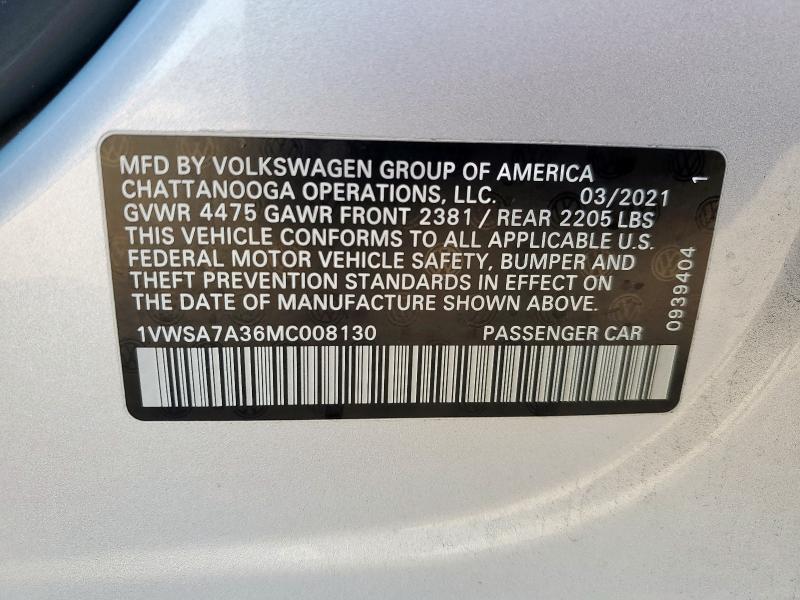 MFD BY VOLKSWAGEN GROUP OF AMERICA
CHATTANOOGA OPERATIONS, LLC. 03/2021
GVWR 4475 GAWR FRONT 2381 / REAR 2205 LBS
THIS VEHICLE CONFORMS TO ALL APPLICABLE U.S.
FEDERAL MOTOR VEHICLE SAFETY, BUMPER AND
THEFT PREVENTION STANDARDS IN EFFECT ON
THE DATE OF MANUFACTURE SHOWN ABOVE.
1VWSA7A36MC008130 PASSENGER CAR
0939404 1